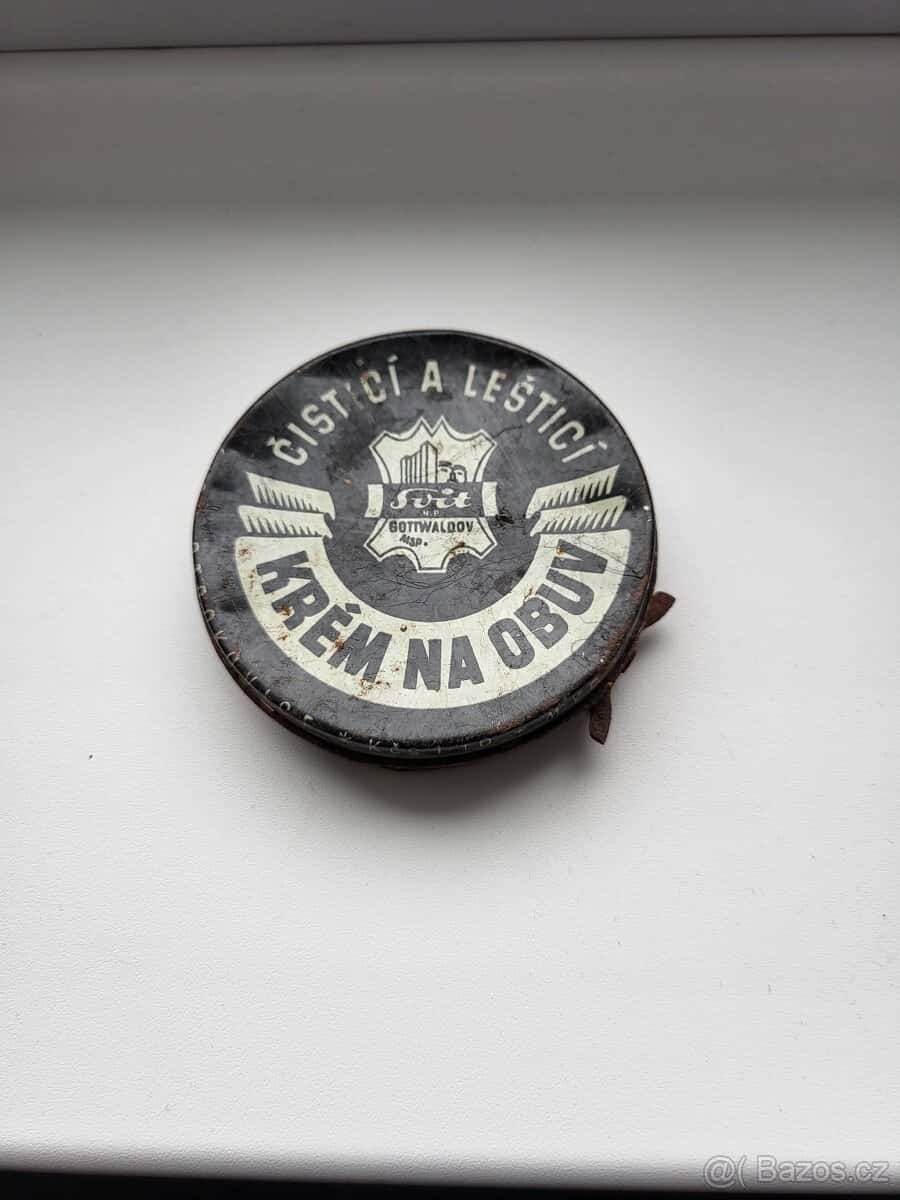 ČISTICÍ A LEŠTICÍ
Svit
N.P.
GOTTWALDOV
MSP.
KRÉM NA OBUV
@( Bazos.cz